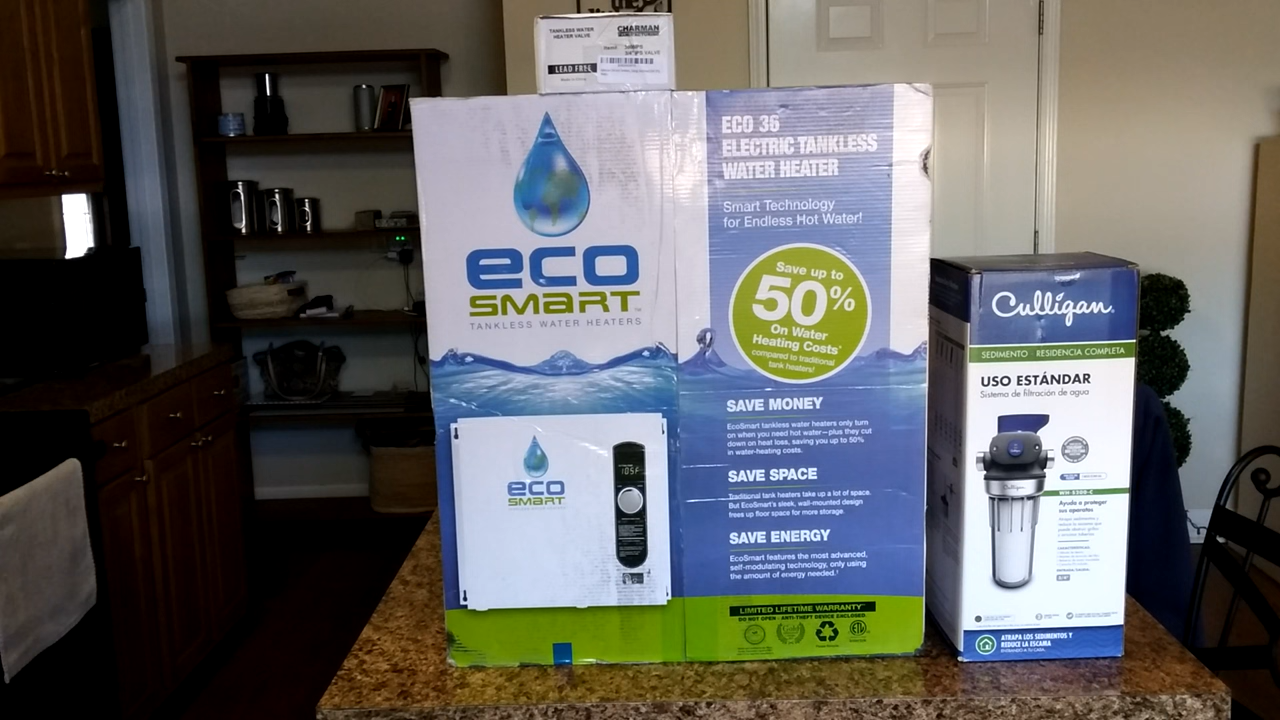 TANKLESS WATER
HEATER VALVE
CHARMAN
LEAD FREE
eco
SMART
TANKLESS WATER HEATERS
eco
SMART
105F
ECO 36
ELECTRIC TANKLESS
WATER HEATER
Smart Technology
for Endless Hot Water!
Save up to
50%
On Water
Heating Costs*
compared to traditional
tank heaters!
SAVE MONEY
EcoSmart tankless water heaters only turn
on when you need hot water—plus they cut
down on heat loss, saving you up to 50%
in water-heating costs.
SAVE SPACE
Traditional tank heaters take up a lot of space.
But EcoSmart's sleek, wall-mounted design
frees up floor space for more storage.
SAVE ENERGY
EcoSmart features the most advanced,
self-modulating technology, only using
the amount of energy needed.
LIMITED LIFETIME WARRANTY
DO NOT OPEN - ANTI-THEFT DEVICE ENCLOSED
Culligan
SEDIMENTO · RESIDENCIA COMPLETA
USO ESTÁNDAR
Sistema de filtración de agua
Culligan
Ayuda a proteger
sus aparatos
3/4"
ATRAPA LOS SEDIMENTOS Y
REDUCE LA ESCAMA